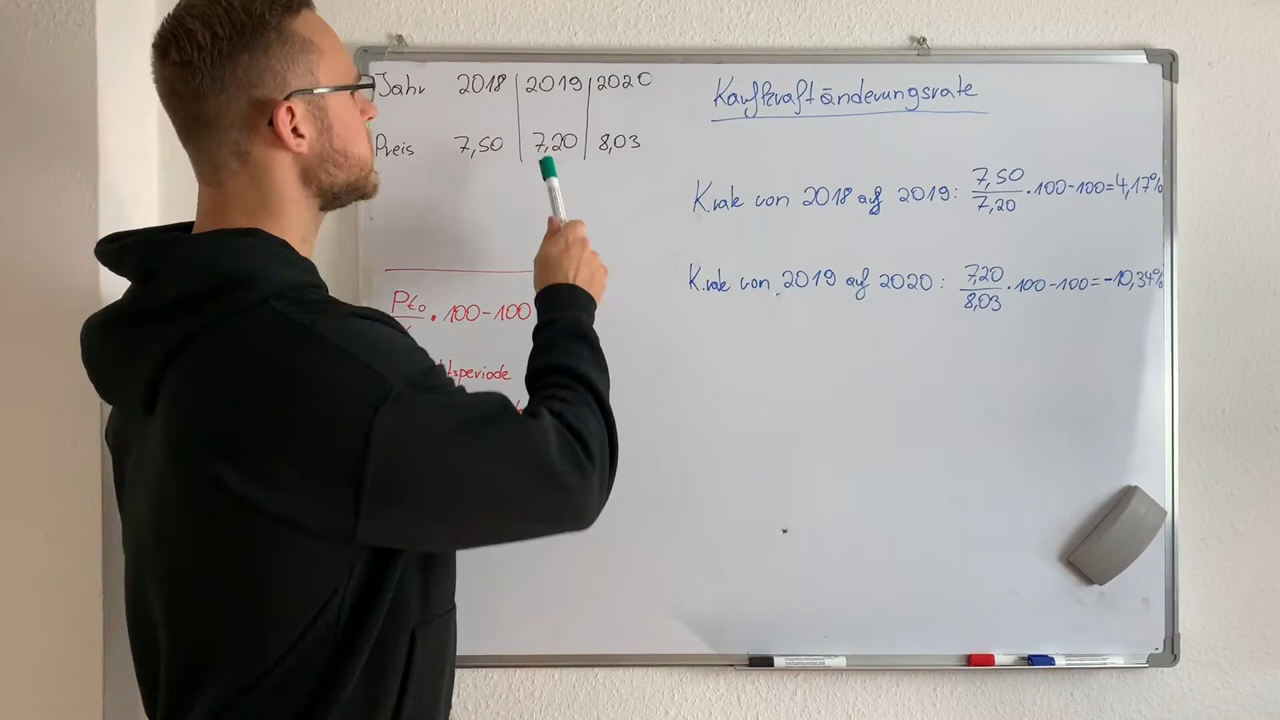 Jahr 2018 | 2019 | 2020
Preis 7,50 | 7,20 | 8,03
Pt₀
· 100 - 100
tsperiode
Kaufkraftänderungsrate
K.rate von 2018 auf 2019: 7,50 / 7,20 · 100 - 100 = 4,17%
K.rate von 2019 auf 2020: 7,20 / 8,03 · 100 - 100 = -10,34%